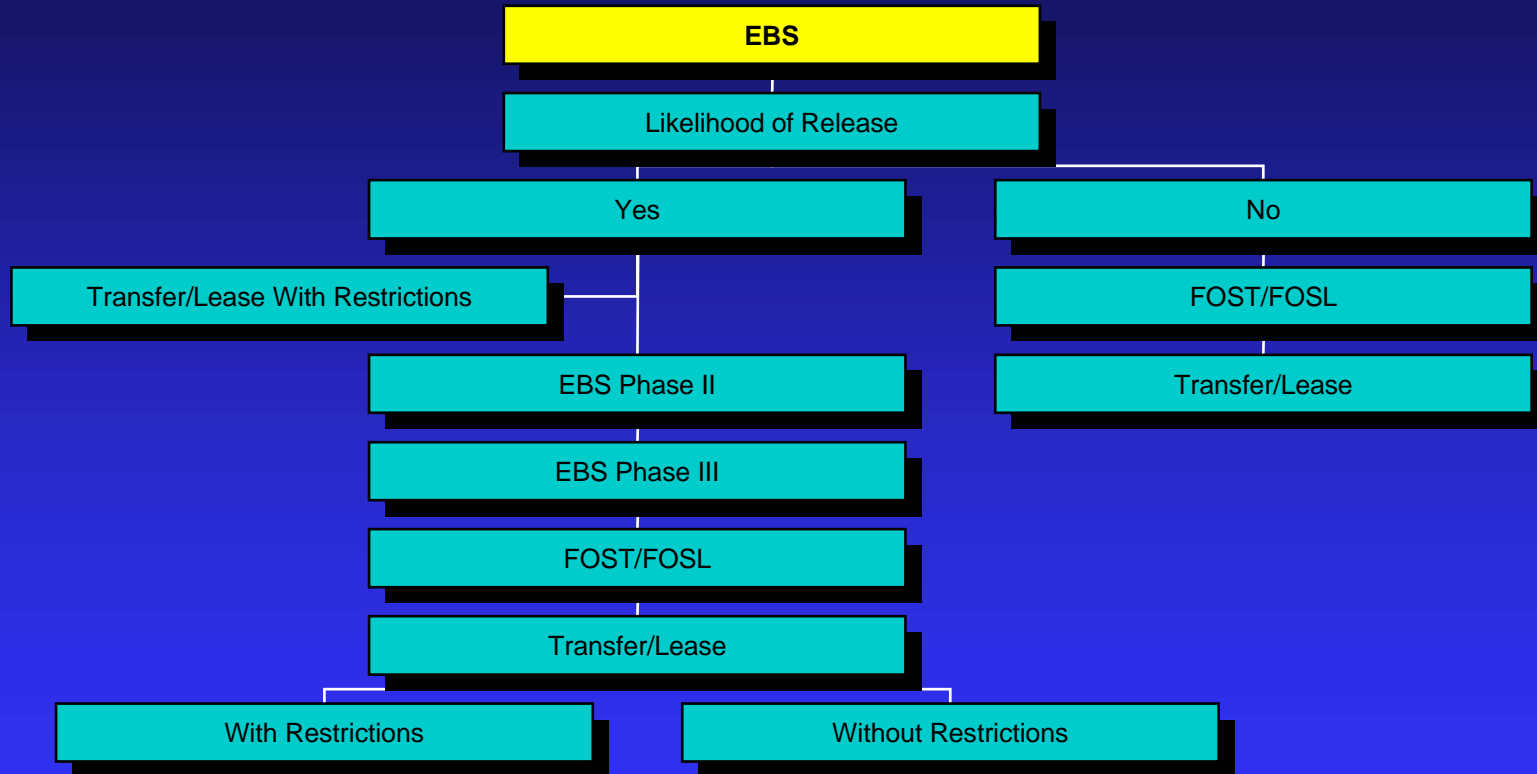 EBS
Likelihood of Release
Yes
No
Transfer/Lease With Restrictions
FOST/FOSL
EBS Phase II
Transfer/Lease
EBS Phase III
FOST/FOSL
Transfer/Lease
With Restrictions
Without Restrictions